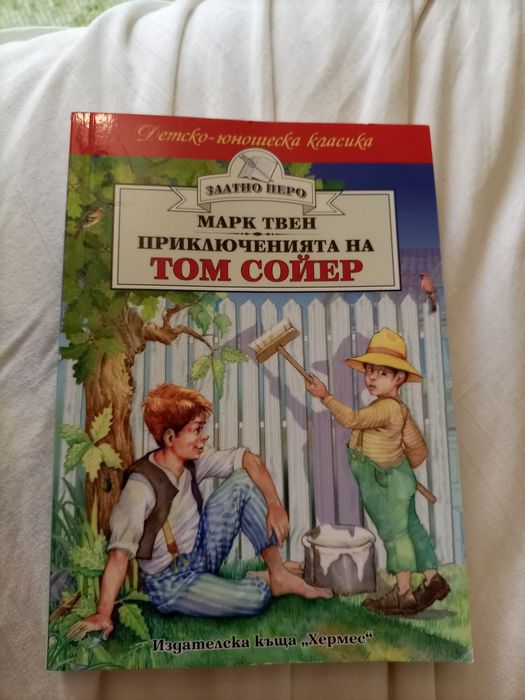 Детско-юношеска класика
ЗЛАТНО ПЕРО
МАРК ТВЕН
ПРИКЛЮЧЕНИЯТА НА
ТОМ СОЙЕР
Издателска къща „Хермес“